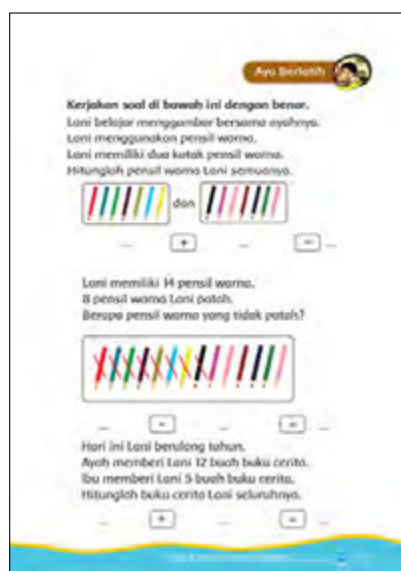 Ayo Berlatih
Kerjakan soal di bawah ini dengan benar.
Lani belajar menggambar bersama ayahnya.
Lani menggunakan pensil warna.
Lani memiliki dua kotak pensil warna.
Hitunglah pensil warna Lani semuanya.
dan
... + ... = ...
Lani memiliki 14 pensil warna.
8 pensil warna Lani patah.
Berapa pensil warna yang tidak patah?
... - ... = ...
Hari ini Lani berulang tahun.
Ayah memberi Lani 12 buah buku cerita.
Ibu memberi Lani 5 buah buku cerita.
Hitunglah buku cerita Lani seluruhnya.
... + ... = ...